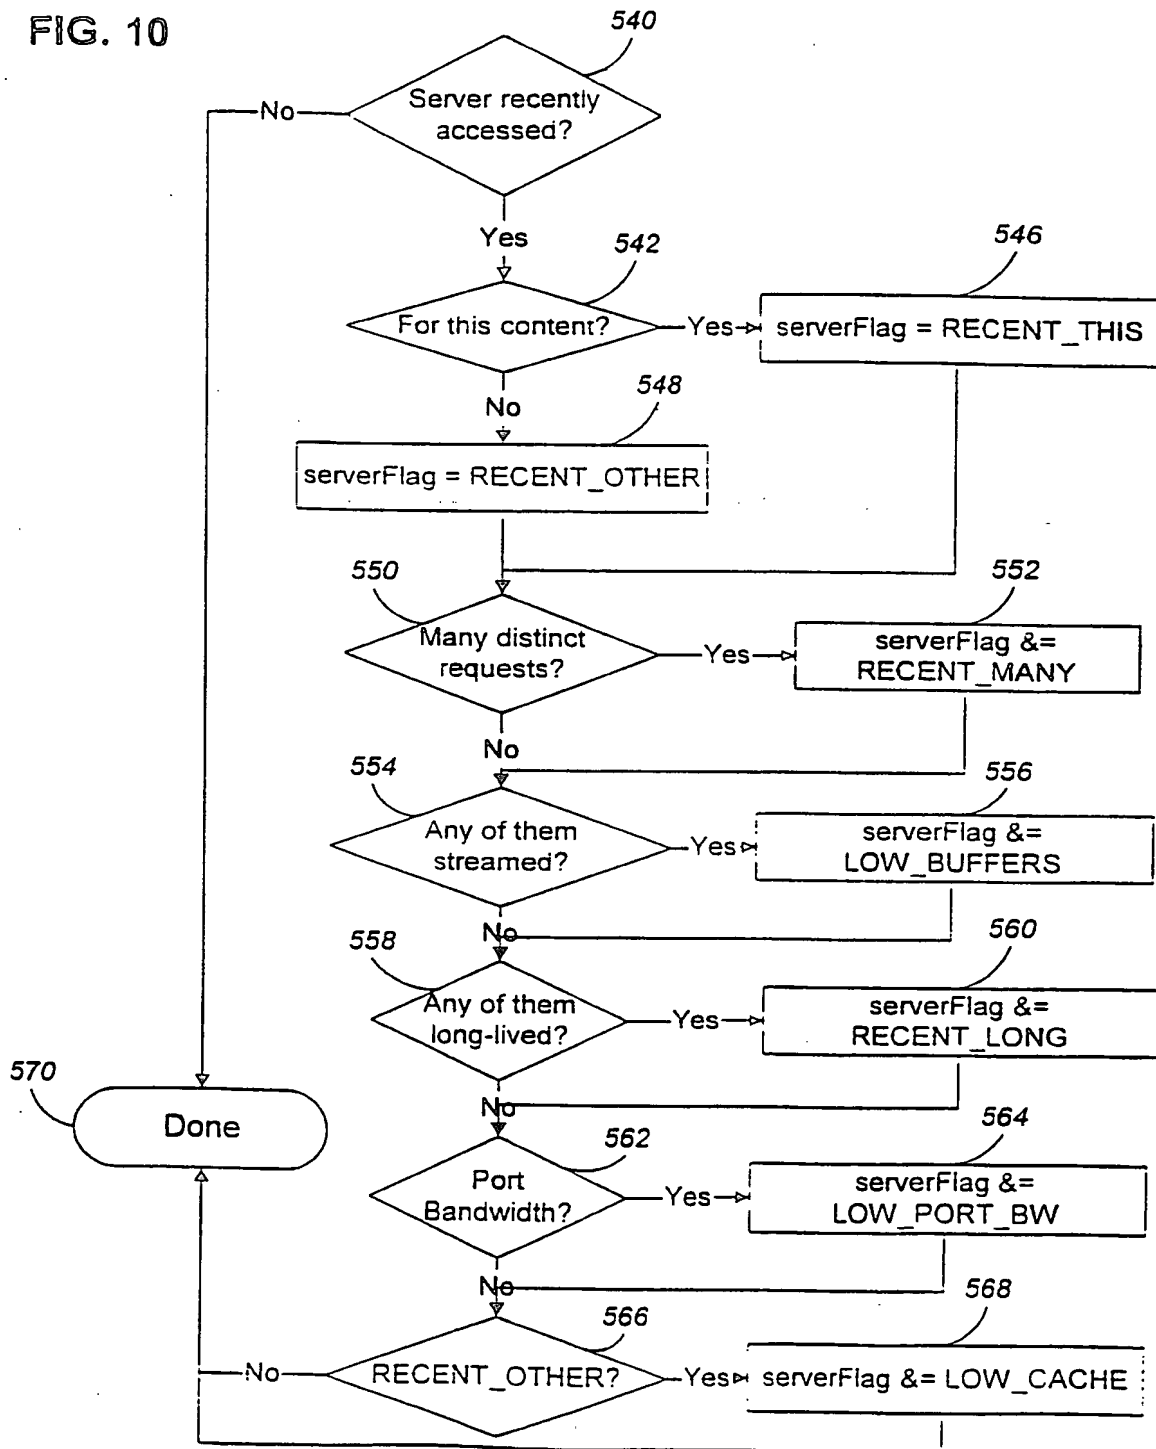 FIG. 10
540
Server recently
accessed?
No
Yes
542
546
For this content?
Yes
serverFlag = RECENT_THIS
No
548
serverFlag = RECENT_OTHER
550
552
Many distinct
requests?
Yes
serverFlag &=
RECENT_MANY
No
554
556
Any of them
streamed?
Yes
serverFlag &=
LOW_BUFFERS
No
558
560
Any of them
long-lived?
Yes
serverFlag &=
RECENT_LONG
570
Done
No
562
564
Port
Bandwidth?
Yes
serverFlag &=
LOW_PORT_BW
No
566
568
RECENT_OTHER?
No
Yes
serverFlag &= LOW_CACHE